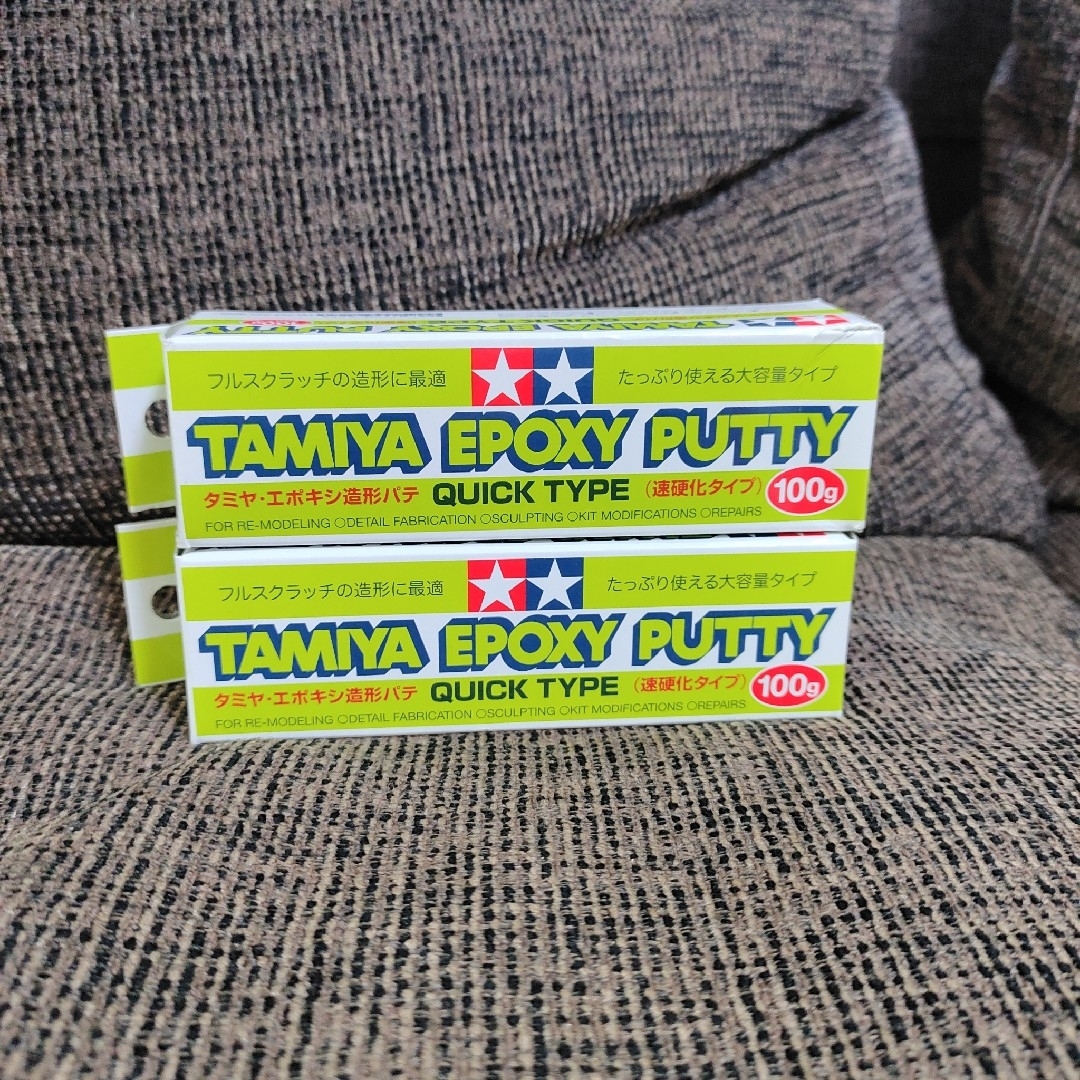 TAMIYA EPOXY PUTTY
フルスクラッチの造形に最適 たっぷり使える大容量タイプ
TAMIYA EPOXY PUTTY
タミヤ・エポキシ造形パテ QUICK TYPE (速硬化タイプ) 100g
FOR RE-MODELING ○DETAIL FABRICATION ○SCULPTING ○KIT MODIFICATIONS ○REPAIRS
フルスクラッチの造形に最適 たっぷり使える大容量タイプ
TAMIYA EPOXY PUTTY
タミヤ・エポキシ造形パテ QUICK TYPE (速硬化タイプ) 100g
FOR RE-MODELING ○DETAIL FABRICATION ○SCULPTING ○KIT MODIFICATIONS ○REPAIRS